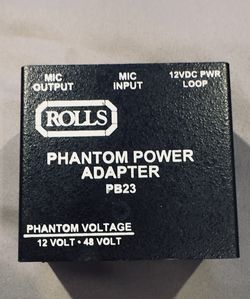 MIC OUTPUT
MIC INPUT
12VDC PWR LOOP
ROLLS
PHANTOM POWER
ADAPTER
PB23
PHANTOM VOLTAGE
12 VOLT • 48 VOLT